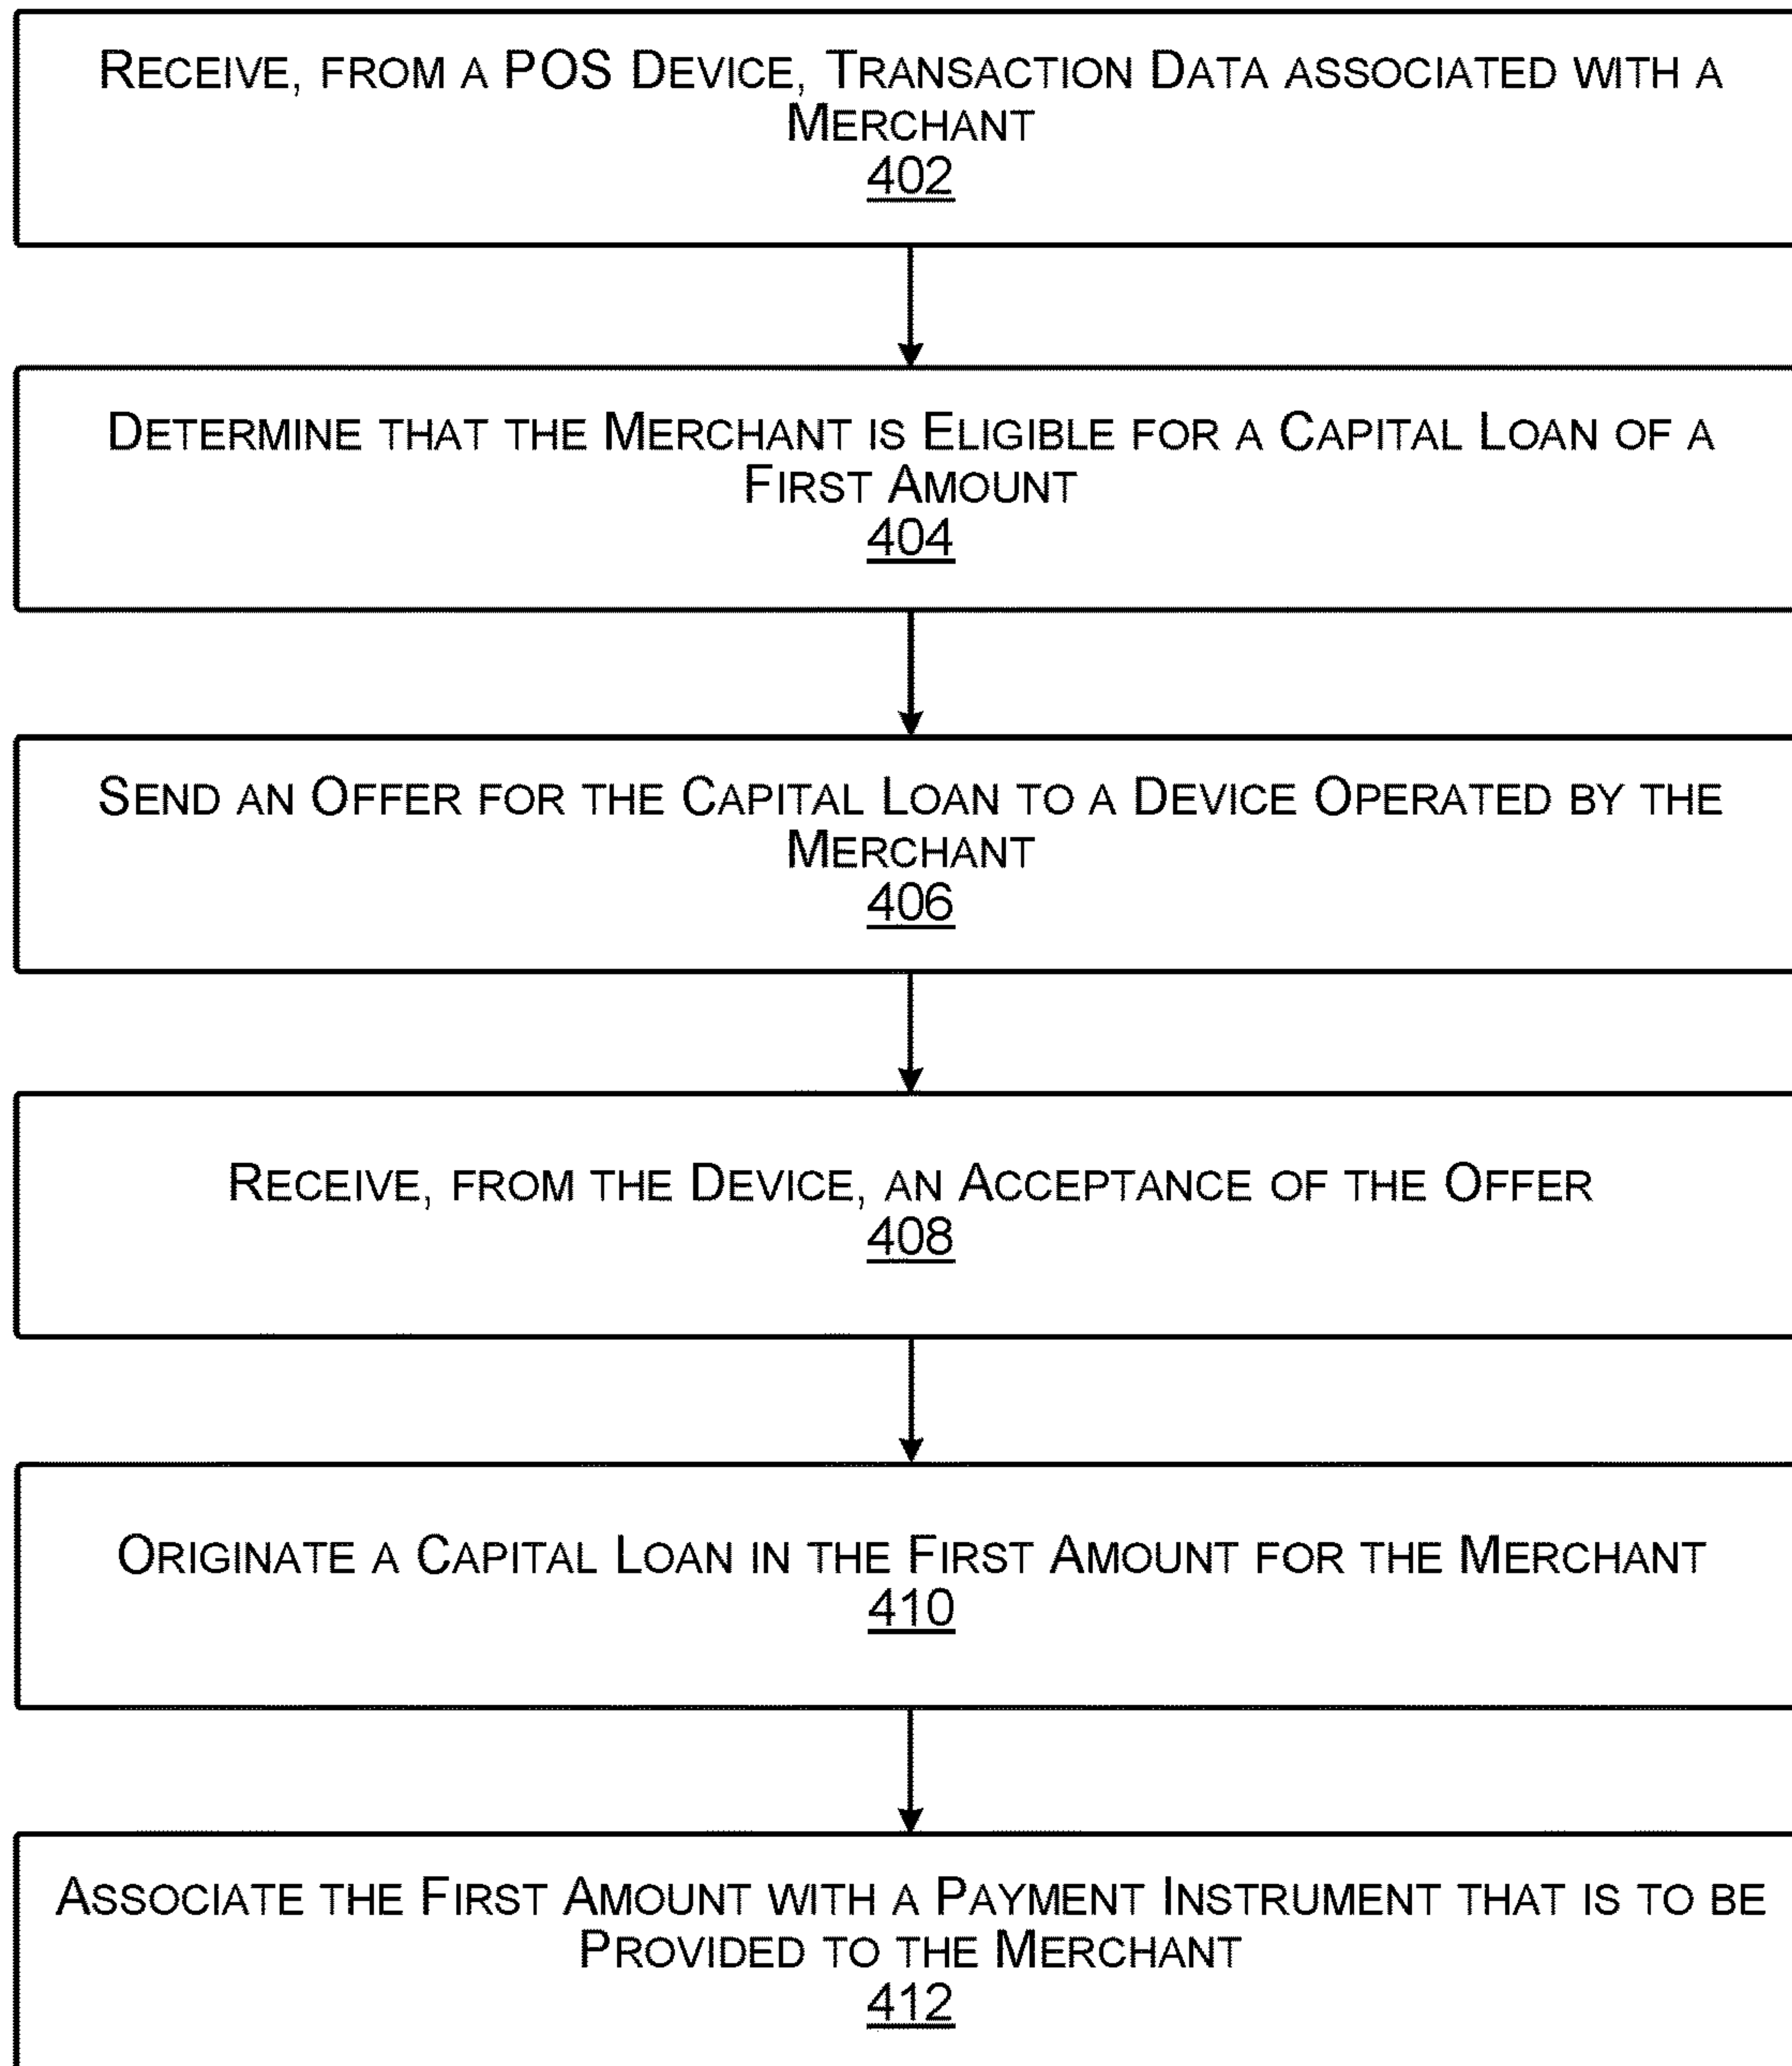 RECEIVE, FROM A POS DEVICE, TRANSACTION DATA ASSOCIATED WITH A
MERCHANT
402
DETERMINE THAT THE MERCHANT IS ELIGIBLE FOR A CAPITAL LOAN OF A
FIRST AMOUNT
404
SEND AN OFFER FOR THE CAPITAL LOAN TO A DEVICE OPERATED BY THE
MERCHANT
406
RECEIVE, FROM THE DEVICE, AN ACCEPTANCE OF THE OFFER
408
ORIGINATE A CAPITAL LOAN IN THE FIRST AMOUNT FOR THE MERCHANT
410
ASSOCIATE THE FIRST AMOUNT WITH A PAYMENT INSTRUMENT THAT IS TO BE
PROVIDED TO THE MERCHANT
412